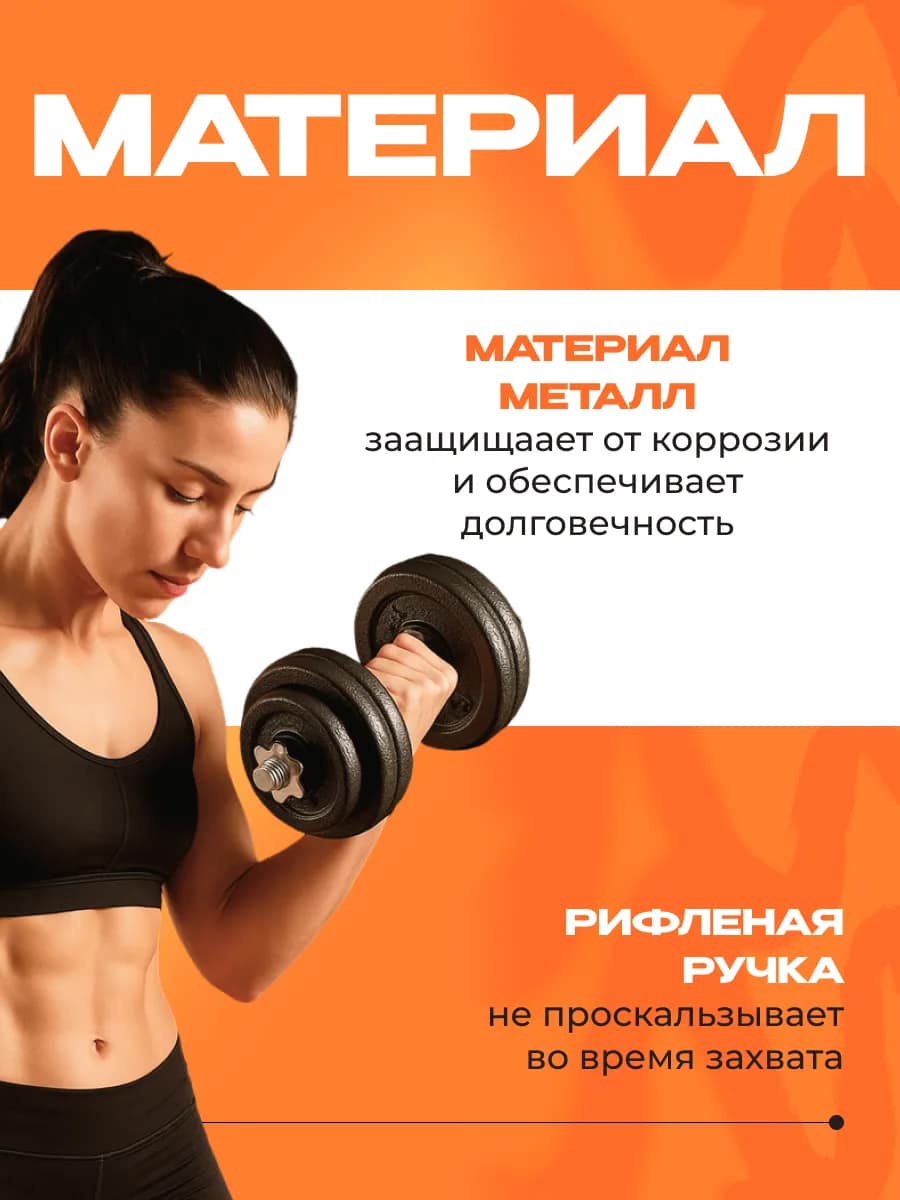 МАТЕРИАЛ
МАТЕРИАЛ
МЕТАЛЛ
заащищаает от коррозии
и обеспечивает
долговечность
РИФЛЕНАЯ
РУЧКА
не проскальзывает
во время захвата